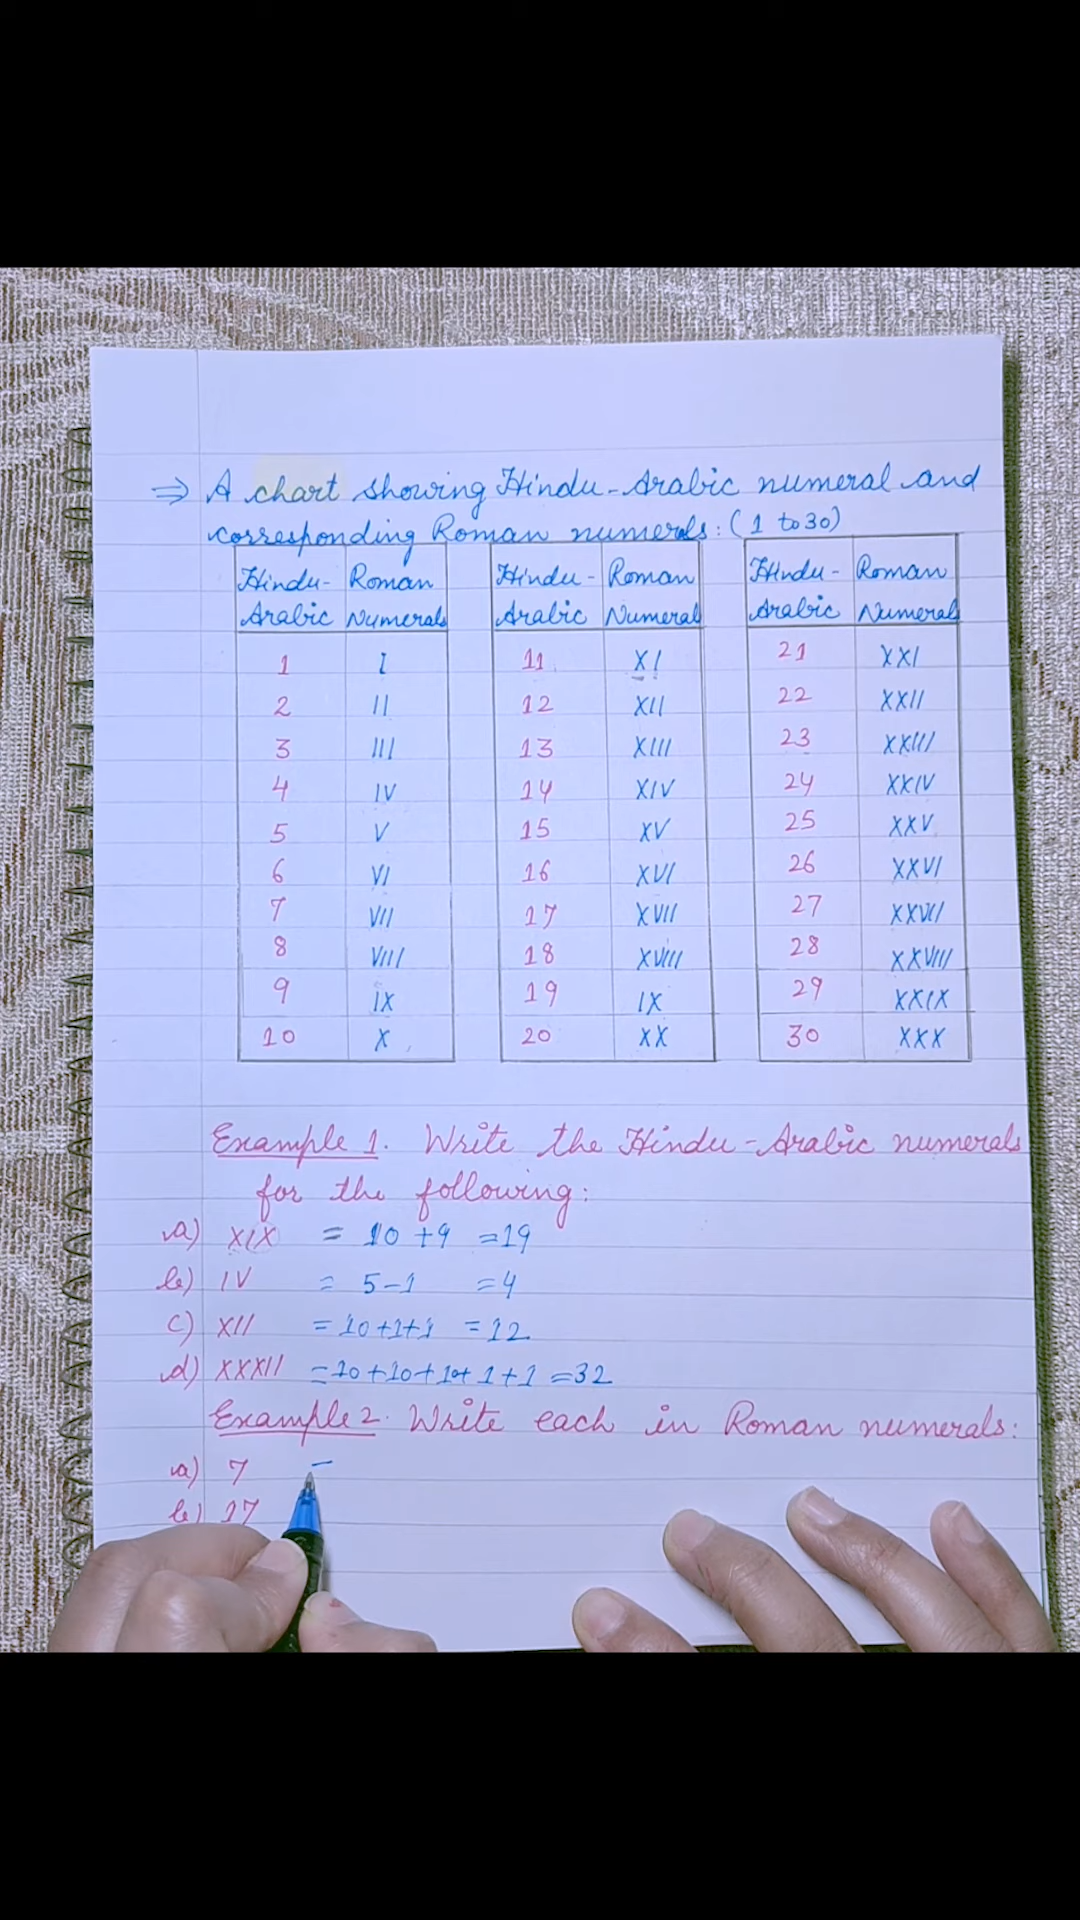 ⇒ A chart showing Hindu-Arabic numeral and
corresponding Roman numerals: (1 to 30)
Hindu- Roman Hindu- Roman Hindu- Roman
Arabic Numerals Arabic Numeral Arabic Numeral
1 I 11 XI 21 XXI
2 II 12 XII 22 XXII
3 III 13 XIII 23 XXIII
4 IV 14 XIV 24 XXIV
5 V 15 XV 25 XXV
6 VI 16 XVI 26 XXVI
7 VII 17 XVII 27 XXVII
8 VIII 18 XVIII 28 XXVIII
9 IX 19 IX 29 XXIX
10 X 20 XX 30 XXX
Example 1. Write the Hindu-Arabic numerals
for the following:
a) XIX = 10 + 9 = 19
b) IV = 5-1 = 4
c) XII = 10+1+1 = 12
d) XXXII = 10+10+10+1+1 = 32
Example 2. Write each in Roman numerals:
a) 7
b) 17